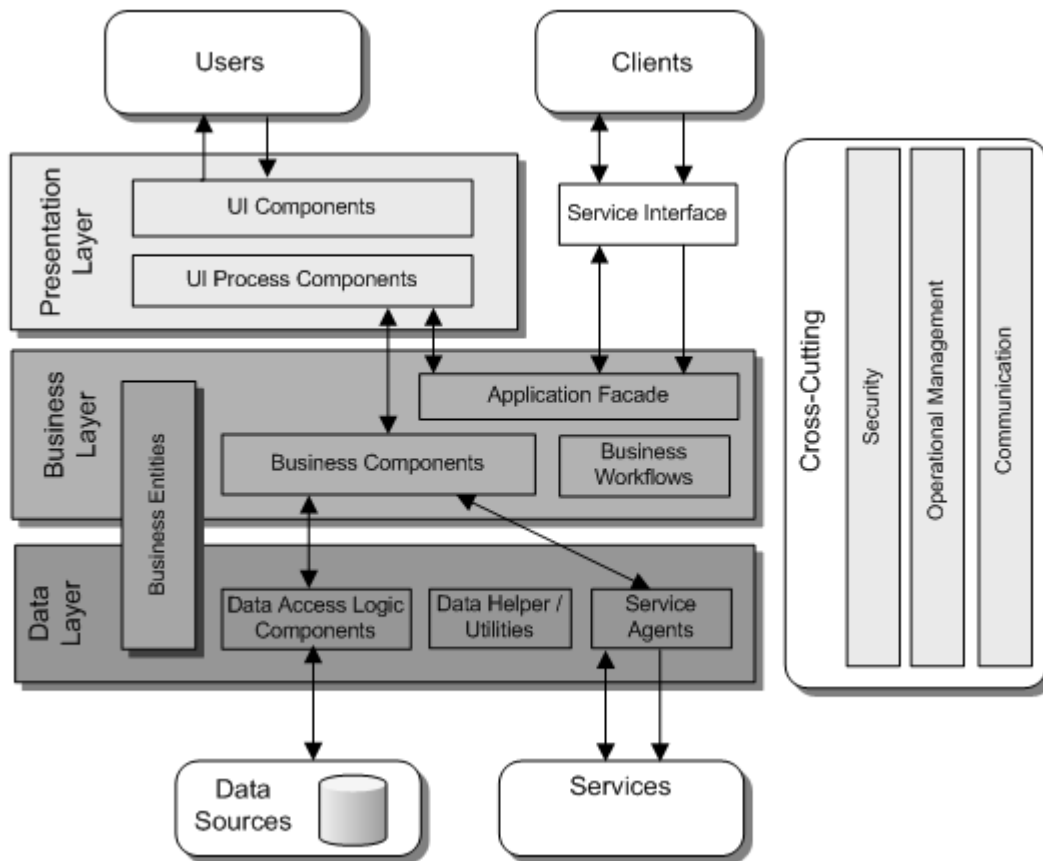 Users
Clients
Presentation
Layer
UI Components
UI Process Components
Service Interface
Business
Layer
Application Facade
Business Components
Business
Workflows
Business Entities
Data
Layer
Data Access Logic
Components
Data Helper /
Utilities
Service
Agents
Data
Sources
Services
Cross-Cutting
Security
Operational Management
Communication